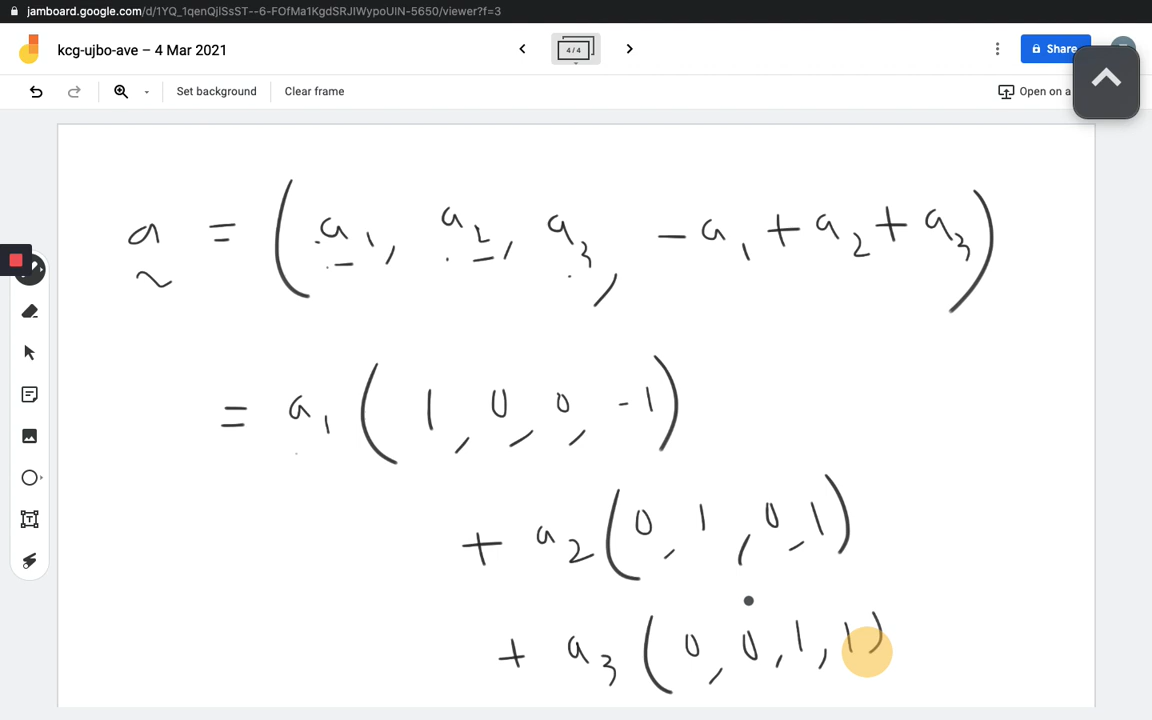 jamboard.google.com/d/1YQ_1qenQjlSsST--6-FOfMa1KgdSRJIWypoUIN-5650/viewer?f=3
kcg-ujbo-ave – 4 Mar 2021
4 / 4
Share
Set background
Clear frame
Open on a
a = (a₁, a₂, a₃, -a₁ + a₂ + a₃)
~
= a₁ (1, 0, 0, -1)
+ a₂ (0, 1, 0, 1)
+ a₃ (0, 0, 1, 1)